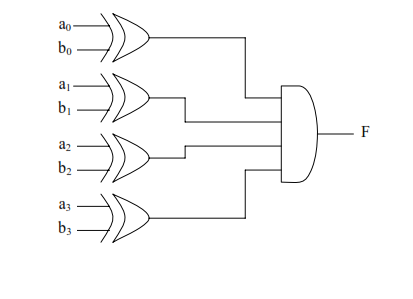 a₀
b₀
a₁
b₁
a₂
b₂
a₃
b₃
F